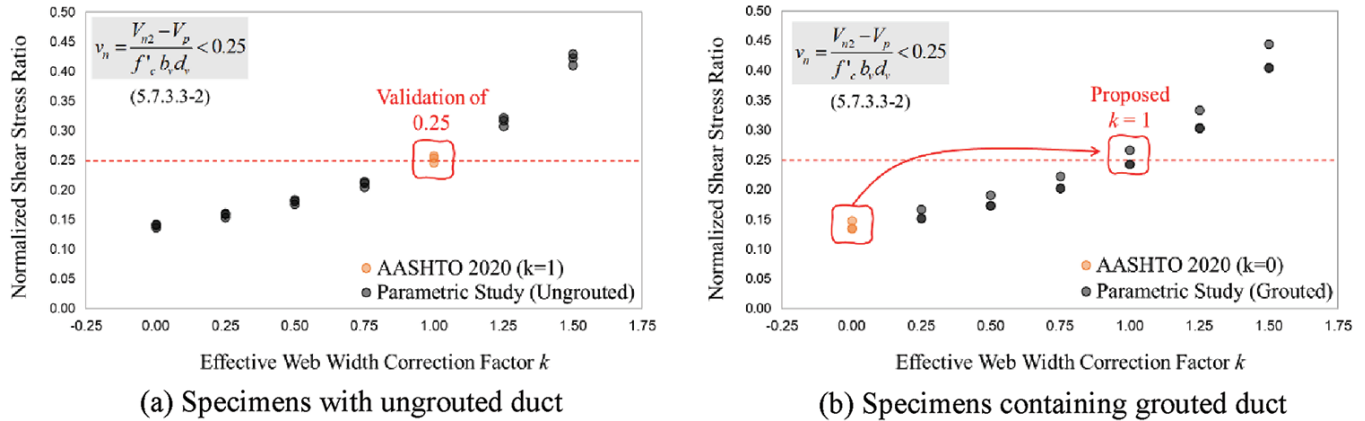 Normalized Shear Stress Ratio
0.50
0.45
0.40
0.35
0.30
0.25
0.20
0.15
0.10
0.05
0.00
v_n = (V_{n2} − V_p) / (f'_c b_v d_v) < 0.25
(5.7.3.3-2)
Validation of
0.25
AASHTO 2020 (k=1)
Parametric Study (Ungrouted)
-0.25 0.00 0.25 0.50 0.75 1.00 1.25 1.50 1.75
Effective Web Width Correction Factor k
(a) Specimens with ungrouted duct
Normalized Shear Stress Ratio
0.50
0.45
0.40
0.35
0.30
0.25
0.20
0.15
0.10
0.05
0.00
v_n = (V_{n2} − V_p) / (f'_c b_v d_v) < 0.25
(5.7.3.3-2)
Proposed
k = 1
AASHTO 2020 (k=0)
Parametric Study (Grouted)
-0.25 0.00 0.25 0.50 0.75 1.00 1.25 1.50 1.75
Effective Web Width Correction Factor k
(b) Specimens containing grouted duct